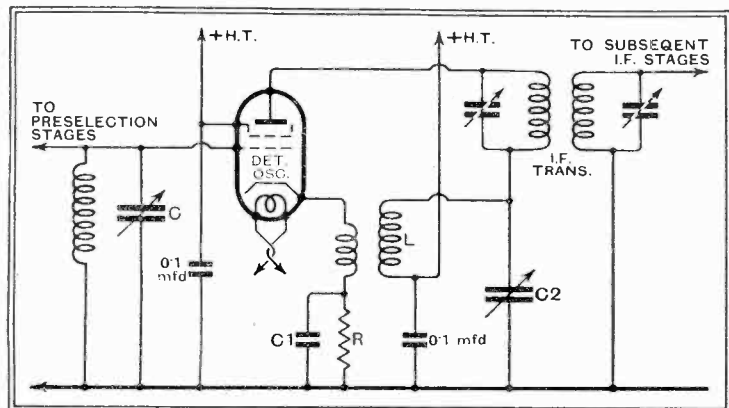 +H.T.
+H.T.
TO SUBSEQENT
I.F. STAGES
TO
PRESELECTION
STAGES
DET.
OSC.
I.F.
TRANS.
C
L
0·1
mfd
C1
R
0·1 mfd
C2